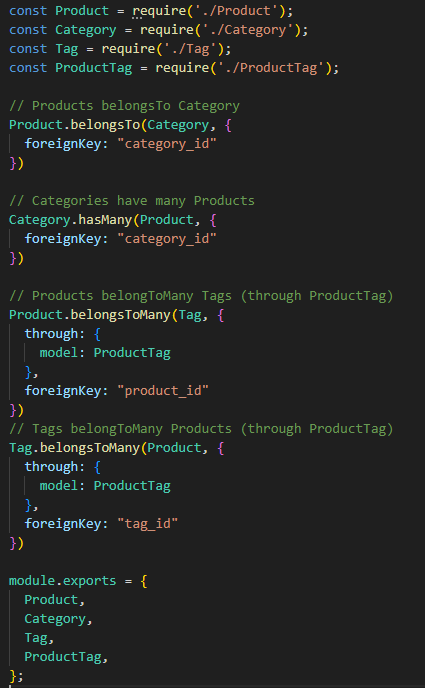 const Product = require('./Product');
const Category = require('./Category');
const Tag = require('./Tag');
const ProductTag = require('./ProductTag');

// Products belongsTo Category
Product.belongsTo(Category, {
  foreignKey: "category_id"
})

// Categories have many Products
Category.hasMany(Product, {
  foreignKey: "category_id"
})

// Products belongToMany Tags (through ProductTag)
Product.belongsToMany(Tag, {
  through: {
    model: ProductTag
  },
  foreignKey: "product_id"
})
// Tags belongToMany Products (through ProductTag)
Tag.belongsToMany(Product, {
  through: {
    model: ProductTag
  },
  foreignKey: "tag_id"
})

module.exports = {
  Product,
  Category,
  Tag,
  ProductTag,
};